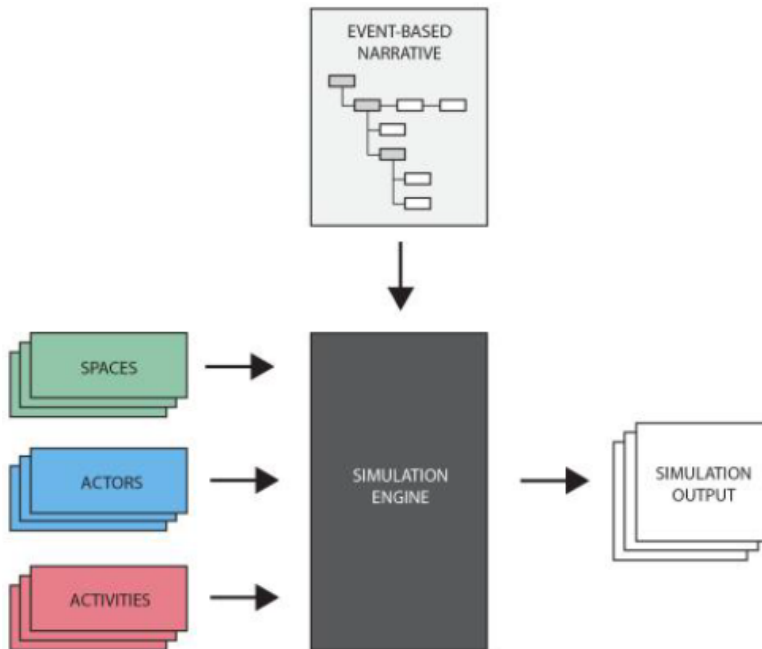 EVENT-BASED
NARRATIVE
SPACES
ACTORS
ACTIVITIES
SIMULATION
ENGINE
SIMULATION
OUTPUT